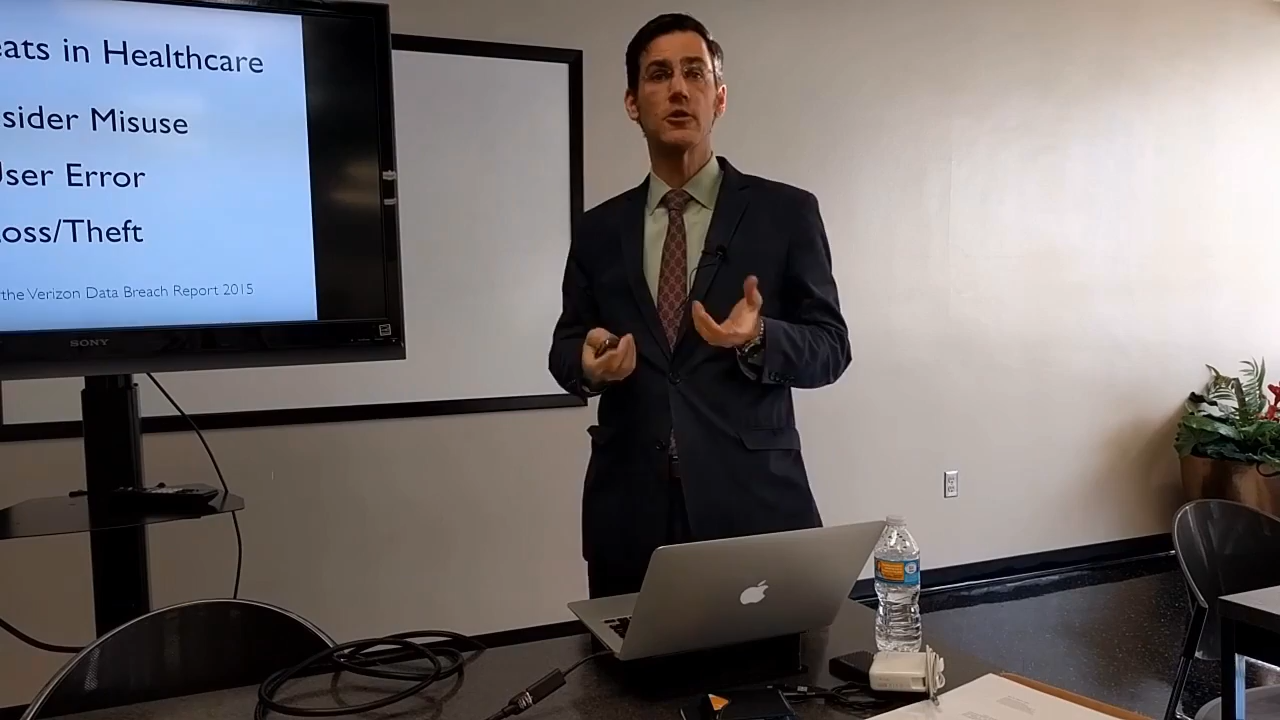 eats in Healthcare
sider Misuse
User Error
oss/Theft
the Verizon Data Breach Report 2015
SONY